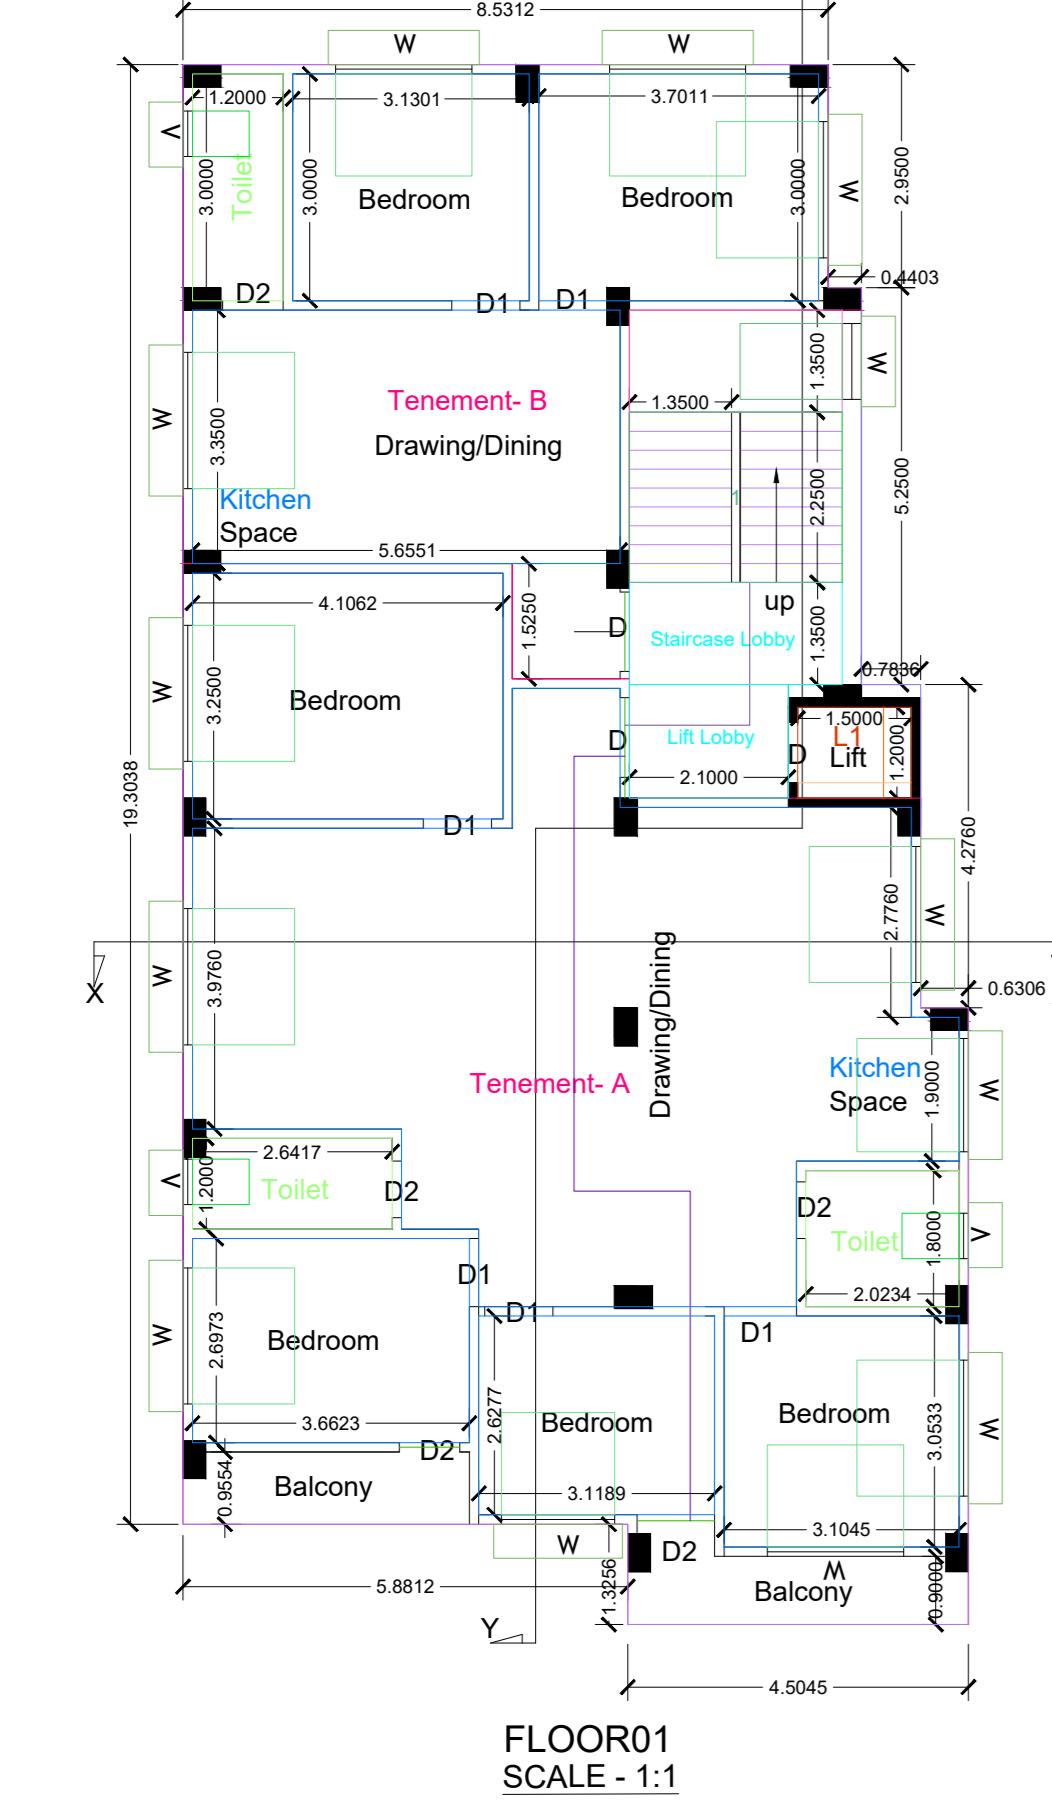 8.5312
W
W
1.2000
3.1301
3.7011
V
3.0000
Toilet
3.0000
Bedroom
Bedroom
3.0000
W
2.9500
D2
D1
D1
0.4403
W
3.3500
Tenement- B
Drawing/Dining
1.3500
1.3500
W
Kitchen
Space
1
2.2500
5.2500
5.6551
4.1062
1.5250
D
up
Staircase Lobby
1.3500
0.7836
W
3.2500
Bedroom
D
Lift Lobby
D
1.5000
L1
Lift
1.2000
2.1000
19.3038
D1
4.2760
W
3.9760
2.7760
W
X
Drawing/Dining
0.6306
Tenement- A
Kitchen
Space
1.9000
W
2.6417
V
1.2000
Toilet
D2
D2
Toilet
1.8000
V
D1
2.0234
D1
D1
W
2.6973
Bedroom
3.6623
2.6277
Bedroom
Bedroom
3.0533
W
D2
0.9554
Balcony
3.1189
3.1045
W
D2
W
5.8812
1.3256
Balcony
0.9000
Y
4.5045
FLOOR01
SCALE - 1:1